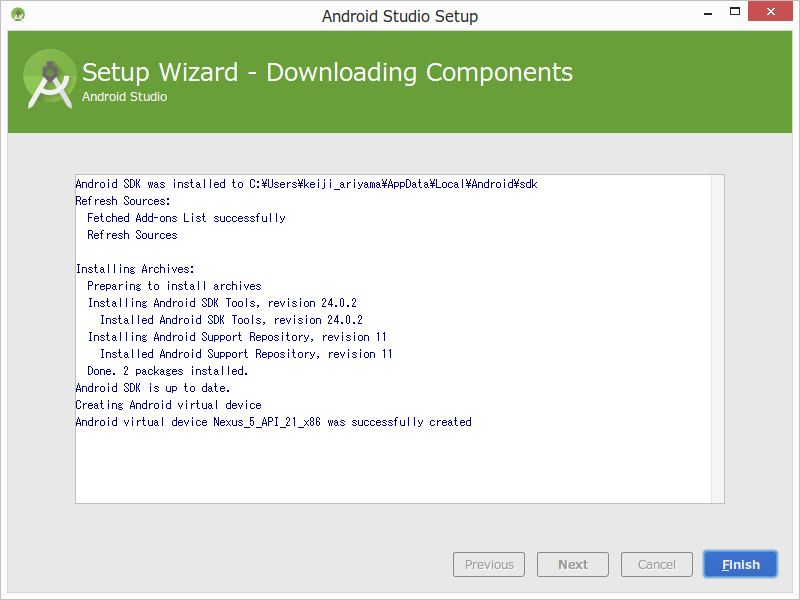 Android Studio Setup
Setup Wizard - Downloading Components
Android Studio
Android SDK was installed to C:¥Users¥keiji_ariyama¥AppData¥Local¥Android¥sdk
Refresh Sources:
Fetched Add-ons List successfully
Refresh Sources
Installing Archives:
Preparing to install archives
Installing Android SDK Tools, revision 24.0.2
Installed Android SDK Tools, revision 24.0.2
Installing Android Support Repository, revision 11
Installed Android Support Repository, revision 11
Done. 2 packages installed.
Android SDK is up to date.
Creating Android virtual device
Android virtual device Nexus_5_API_21_x86 was successfully created
Previous Next Cancel Finish